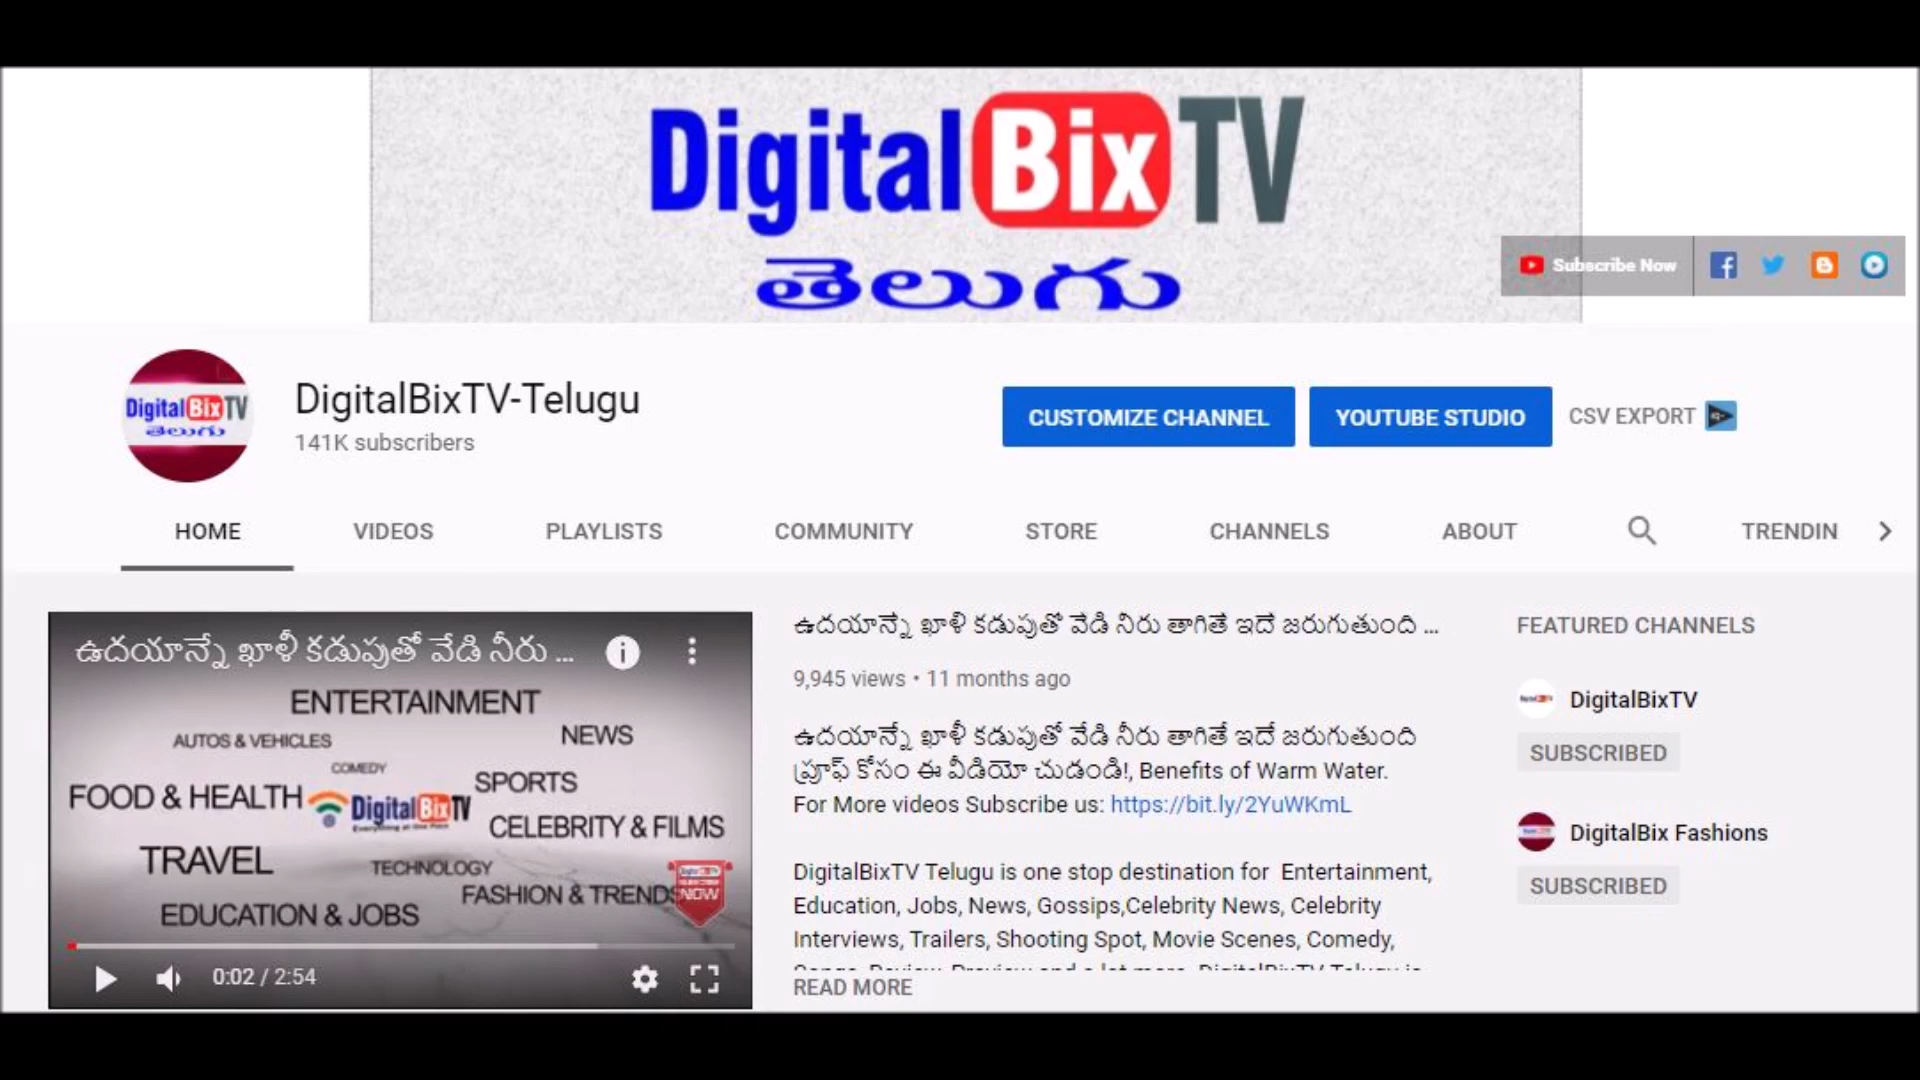 DigitalBixTV
తెలుగు
Subscribe Now
DigitalBixTV
తెలుగు
DigitalBixTV-Telugu
141K subscribers
CUSTOMIZE CHANNEL
YOUTUBE STUDIO
CSV EXPORT
HOME
VIDEOS
PLAYLISTS
COMMUNITY
STORE
CHANNELS
ABOUT
TRENDIN
ఉదయాన్నే ఖాళీ కడుపుతో వేడి నీరు ...
ENTERTAINMENT
AUTOS & VEHICLES
NEWS
COMEDY
FOOD & HEALTH
SPORTS
DigitalBixTV
Everything at One Place
CELEBRITY & FILMS
TRAVEL
TECHNOLOGY
FASHION & TRENDS
NOW
EDUCATION & JOBS
0:02 / 2:54
ఉదయాన్నే ఖాళీ కడుపుతో వేడి నీరు తాగితే ఇదే జరుగుతుంది ...
9,945 views • 11 months ago
ఉదయాన్నే ఖాళీ కడుపుతో వేడి నీరు తాగితే ఇదే జరుగుతుంది
ప్రూఫ్ కోసం ఈ వీడియో చుడండి!, Benefits of Warm Water.
For More videos Subscribe us: https://bit.ly/2YuWKmL
DigitalBixTV Telugu is one stop destination for Entertainment,
Education, Jobs, News, Gossips,Celebrity News, Celebrity
Interviews, Trailers, Shooting Spot, Movie Scenes, Comedy,
READ MORE
FEATURED CHANNELS
DigitalBixTV
SUBSCRIBED
DigitalBix Fashions
SUBSCRIBED